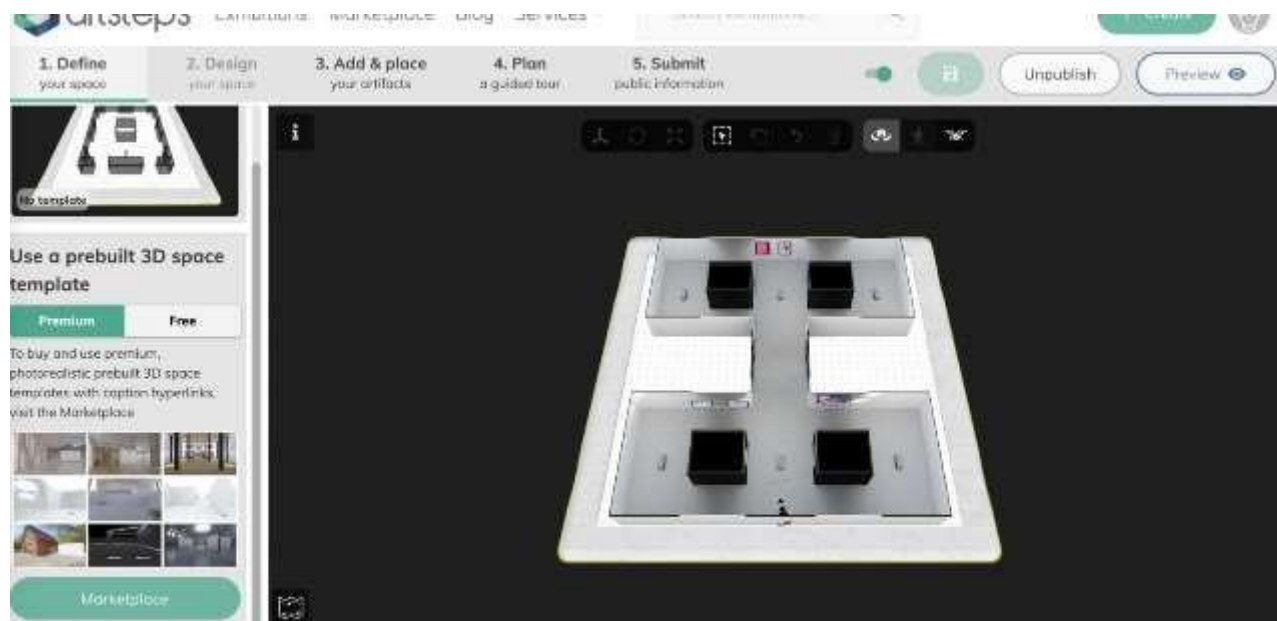 artsteps Exhibitions Marketplace Blog Services
+ Create
1. Define
your space
2. Design
your space
3. Add & place
your artifacts
4. Plan
a guided tour
5. Submit
public information
Unpublish
Preview
No template
Use a prebuilt 3D space
template
Premium
Free
To buy and use premium,
photorealistic prebuilt 3D space
templates with caption hyperlinks,
visit the Marketplace
Marketplace